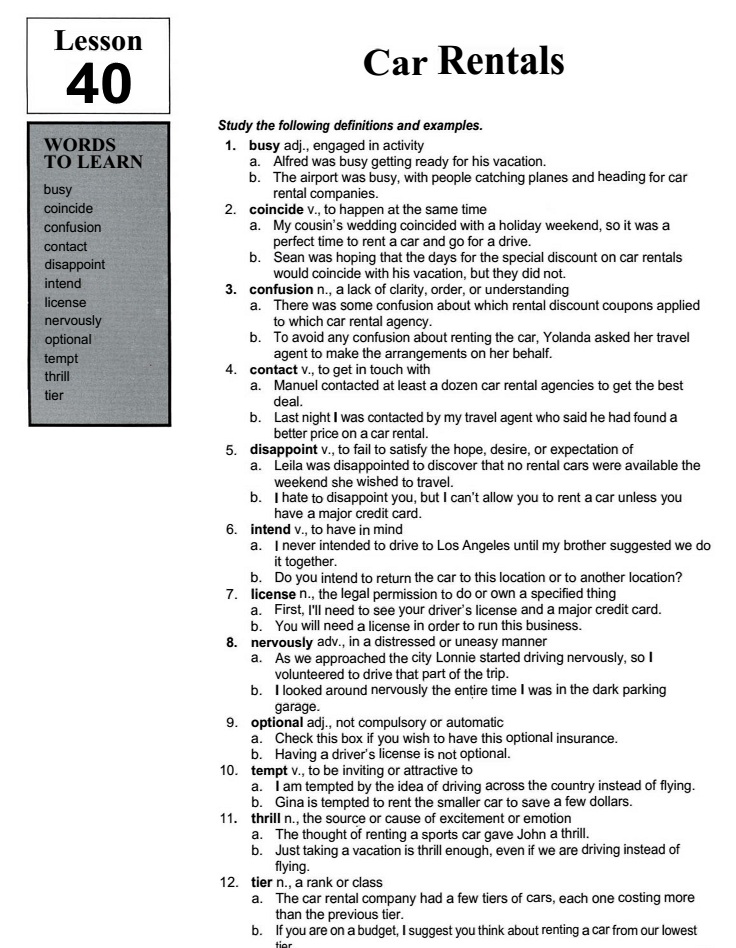 Lesson
40
Car Rentals
WORDS
TO LEARN
busy
coincide
confusion
contact
disappoint
intend
license
nervously
optional
tempt
thrill
tier
Study the following definitions and examples.
1. busy adj., engaged in activity
a. Alfred was busy getting ready for his vacation.
b. The airport was busy, with people catching planes and heading for car
rental companies.
2. coincide v., to happen at the same time
a. My cousin's wedding coincided with a holiday weekend, so it was a
perfect time to rent a car and go for a drive.
b. Sean was hoping that the days for the special discount on car rentals
would coincide with his vacation, but they did not.
3. confusion n., a lack of clarity, order, or understanding
a. There was some confusion about which rental discount coupons applied
to which car rental agency.
b. To avoid any confusion about renting the car, Yolanda asked her travel
agent to make the arrangements on her behalf.
4. contact v., to get in touch with
a. Manuel contacted at least a dozen car rental agencies to get the best
deal.
b. Last night I was contacted by my travel agent who said he had found a
better price on a car rental.
5. disappoint v., to fail to satisfy the hope, desire, or expectation of
a. Leila was disappointed to discover that no rental cars were available the
weekend she wished to travel.
b. I hate to disappoint you, but I can't allow you to rent a car unless you
have a major credit card.
6. intend v., to have in mind
a. I never intended to drive to Los Angeles until my brother suggested we do
it together.
b. Do you intend to return the car to this location or to another location?
7. license n., the legal permission to do or own a specified thing
a. First, I'll need to see your driver's license and a major credit card.
b. You will need a license in order to run this business.
8. nervously adv., in a distressed or uneasy manner
a. As we approached the city Lonnie started driving nervously, so I
volunteered to drive that part of the trip.
b. I looked around nervously the entire time I was in the dark parking
garage.
9. optional adj., not compulsory or automatic
a. Check this box if you wish to have this optional insurance.
b. Having a driver's license is not optional.
10. tempt v., to be inviting or attractive to
a. I am tempted by the idea of driving across the country instead of flying.
b. Gina is tempted to rent the smaller car to save a few dollars.
11. thrill n., the source or cause of excitement or emotion
a. The thought of renting a sports car gave John a thrill.
b. Just taking a vacation is thrill enough, even if we are driving instead of
flying.
12. tier n., a rank or class
a. The car rental company had a few tiers of cars, each one costing more
than the previous tier.
b. If you are on a budget, I suggest you think about renting a car from our lowest
tier